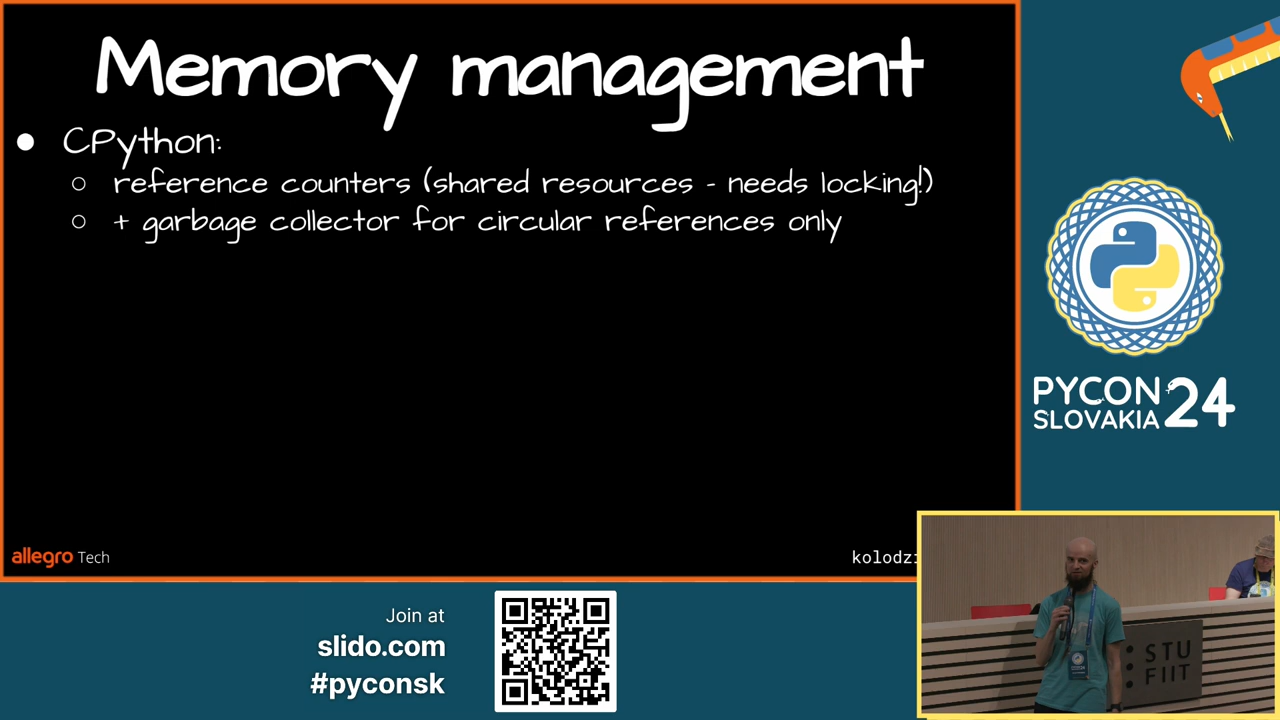 Memory management
CPython:
reference counters (shared resources - needs locking!)
+ garbage collector for circular references only
allegro Tech
PYCON 24
SLOVAKIA
Join at
slido.com
#pyconsk
STU
FIIT